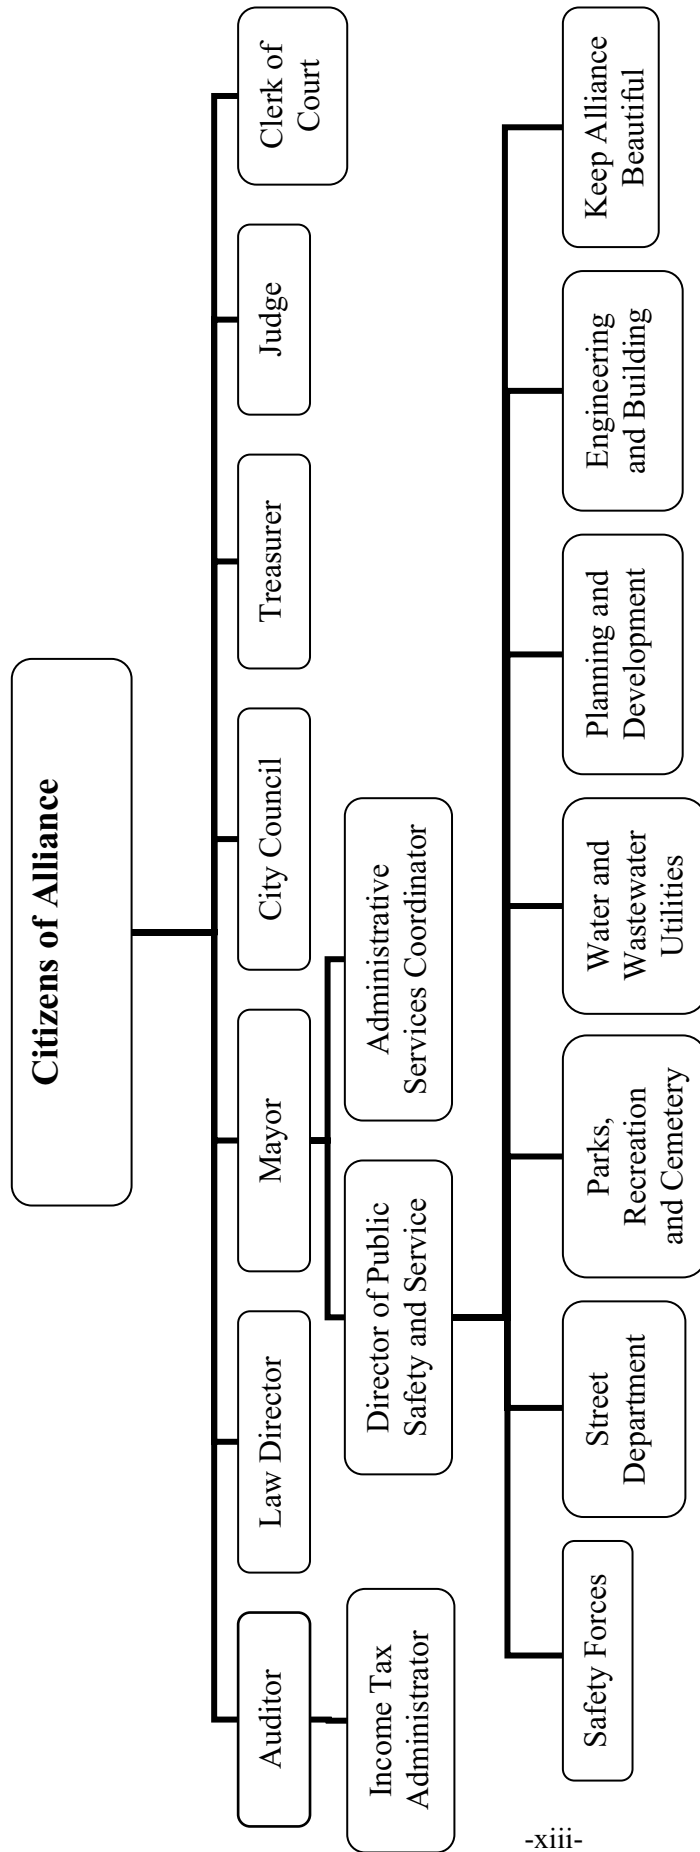 Citizens of Alliance
Auditor
Law Director
Mayor
City Council
Treasurer
Judge
Clerk of
Court
Income Tax
Administrator
Director of Public
Safety and Service
Administrative
Services Coordinator
Safety Forces
Street
Department
Parks,
Recreation
and Cemetery
Water and
Wastewater
Utilities
Planning and
Development
Engineering
and Building
Keep Alliance
Beautiful
-xiii-